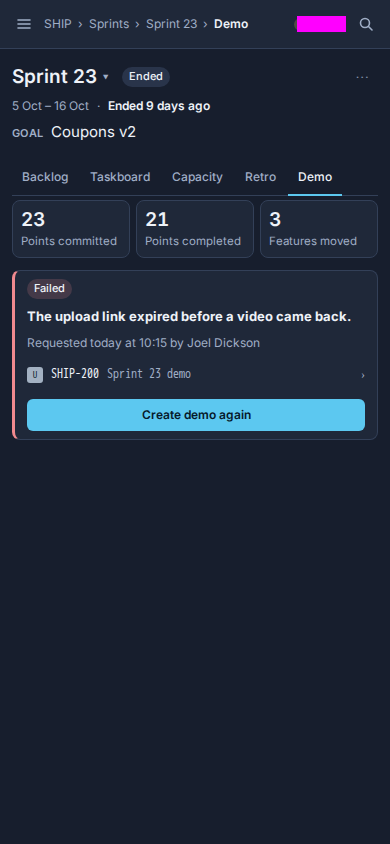 SHIP › Sprints › Sprint 23 › Demo
Sprint 23 ▾ Ended ...
5 Oct – 16 Oct · Ended 9 days ago
GOAL Coupons v2
Backlog Taskboard Capacity Retro Demo
23
Points committed
21
Points completed
3
Features moved
Failed
The upload link expired before a video came back.
Requested today at 10:15 by Joel Dickson
U SHIP-200 Sprint 23 demo ›
Create demo again